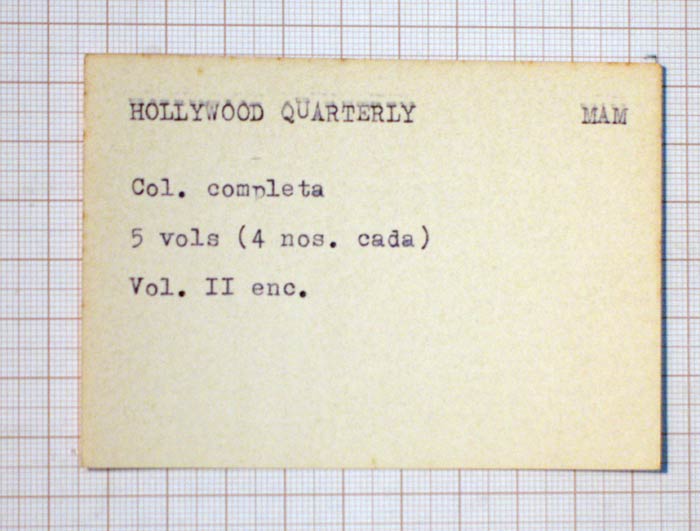 HOLLYWOOD QUARTERLY MAM
Col. completa
5 vols (4 nos. cada)
Vol. II enc.